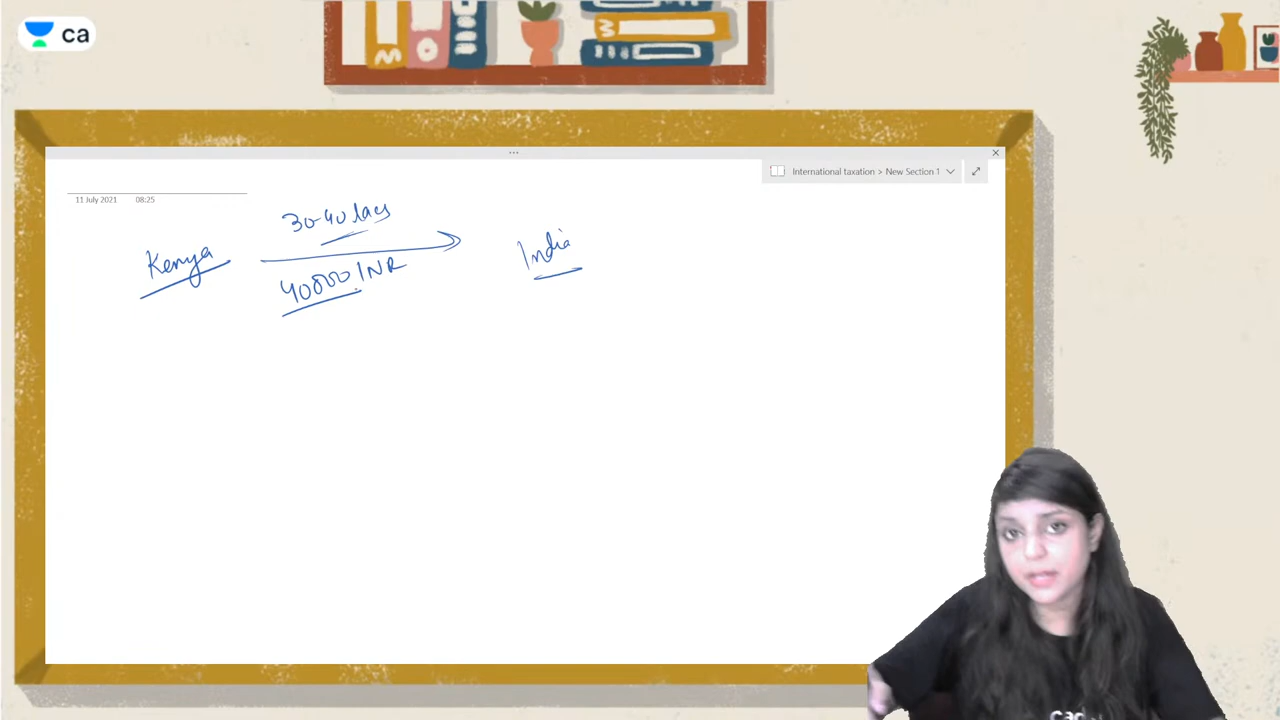 ca
International taxation > New Section 1
11 July 2021 08:25
30-40 lacs
Kenya
India
40000 INR